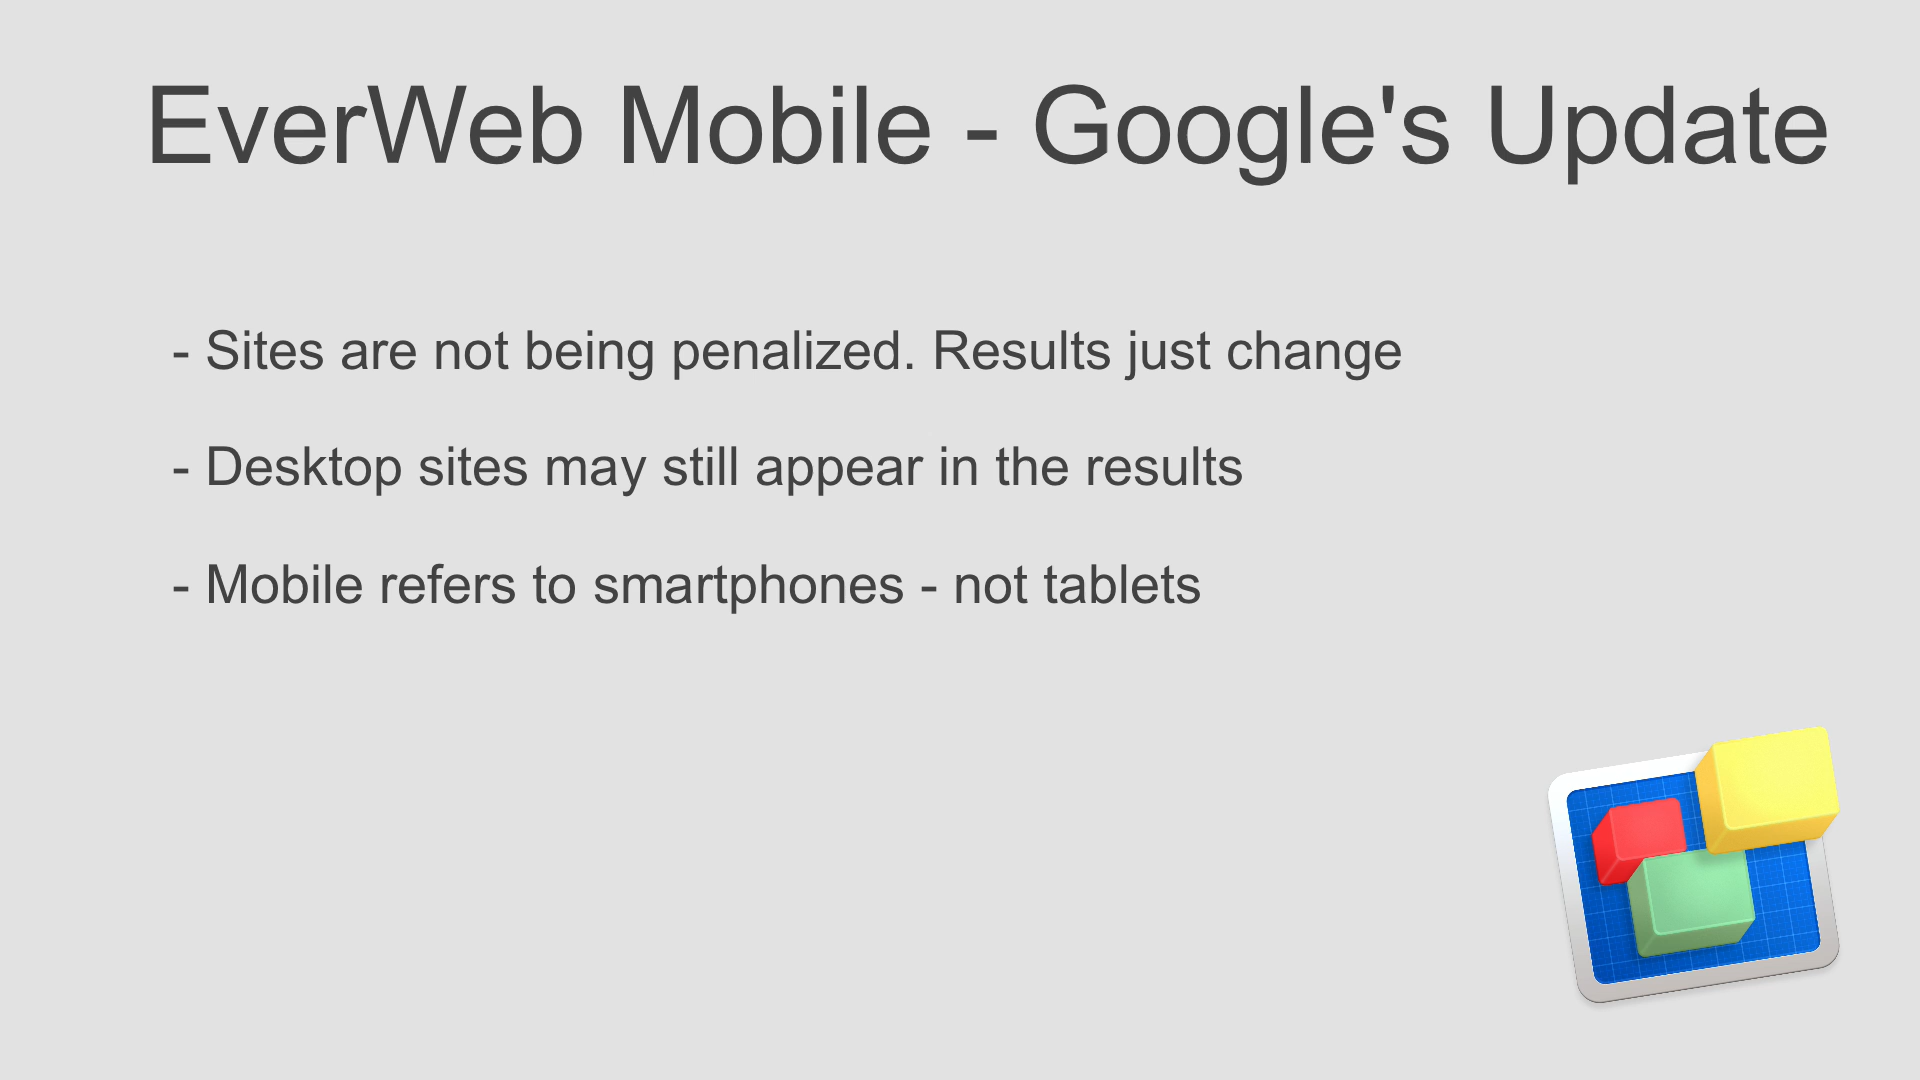 EverWeb Mobile - Google's Update
- Sites are not being penalized. Results just change
- Desktop sites may still appear in the results
- Mobile refers to smartphones - not tablets